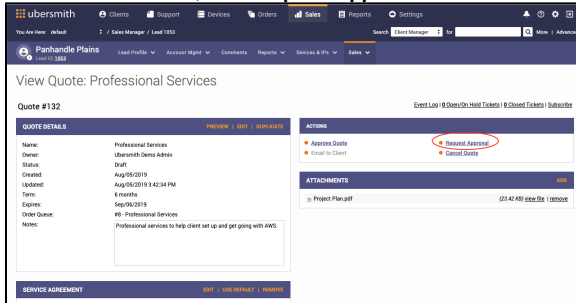 ubersmith Clients Support Devices Orders Sales Reports Settings
You Are Here: default / Sales Manager / Lead 1053 Search Client Manager for More | Advance
Panhandle Plains Lead Profile Account Mgmt Comments Reports Devices & IPs Sales
Lead ID: 1053
View Quote: Professional Services
Quote #132 Event Log | 0 Open/On Hold Tickets | 0 Closed Tickets | Subscribe
QUOTE DETAILS PREVIEW | EDIT | DUPLICATE ACTIONS
Name: Professional Services Approve Quote Request Approval
Owner: Ubersmith Demo Admin Email to Client Cancel Quote
Status: Draft
Created: Aug/05/2019
Updated: Aug/05/2019 3:42:34 PM ATTACHMENTS ADD
Term: 6 months
Expires: Sep/06/2019 Project Plan.pdf (23.42 KB) view file | remove
Order Queue: #8 - Professional Services
Notes: Professional services to help client set up and get going with AWS.
SERVICE AGREEMENT EDIT | USE DEFAULT | REMOVE